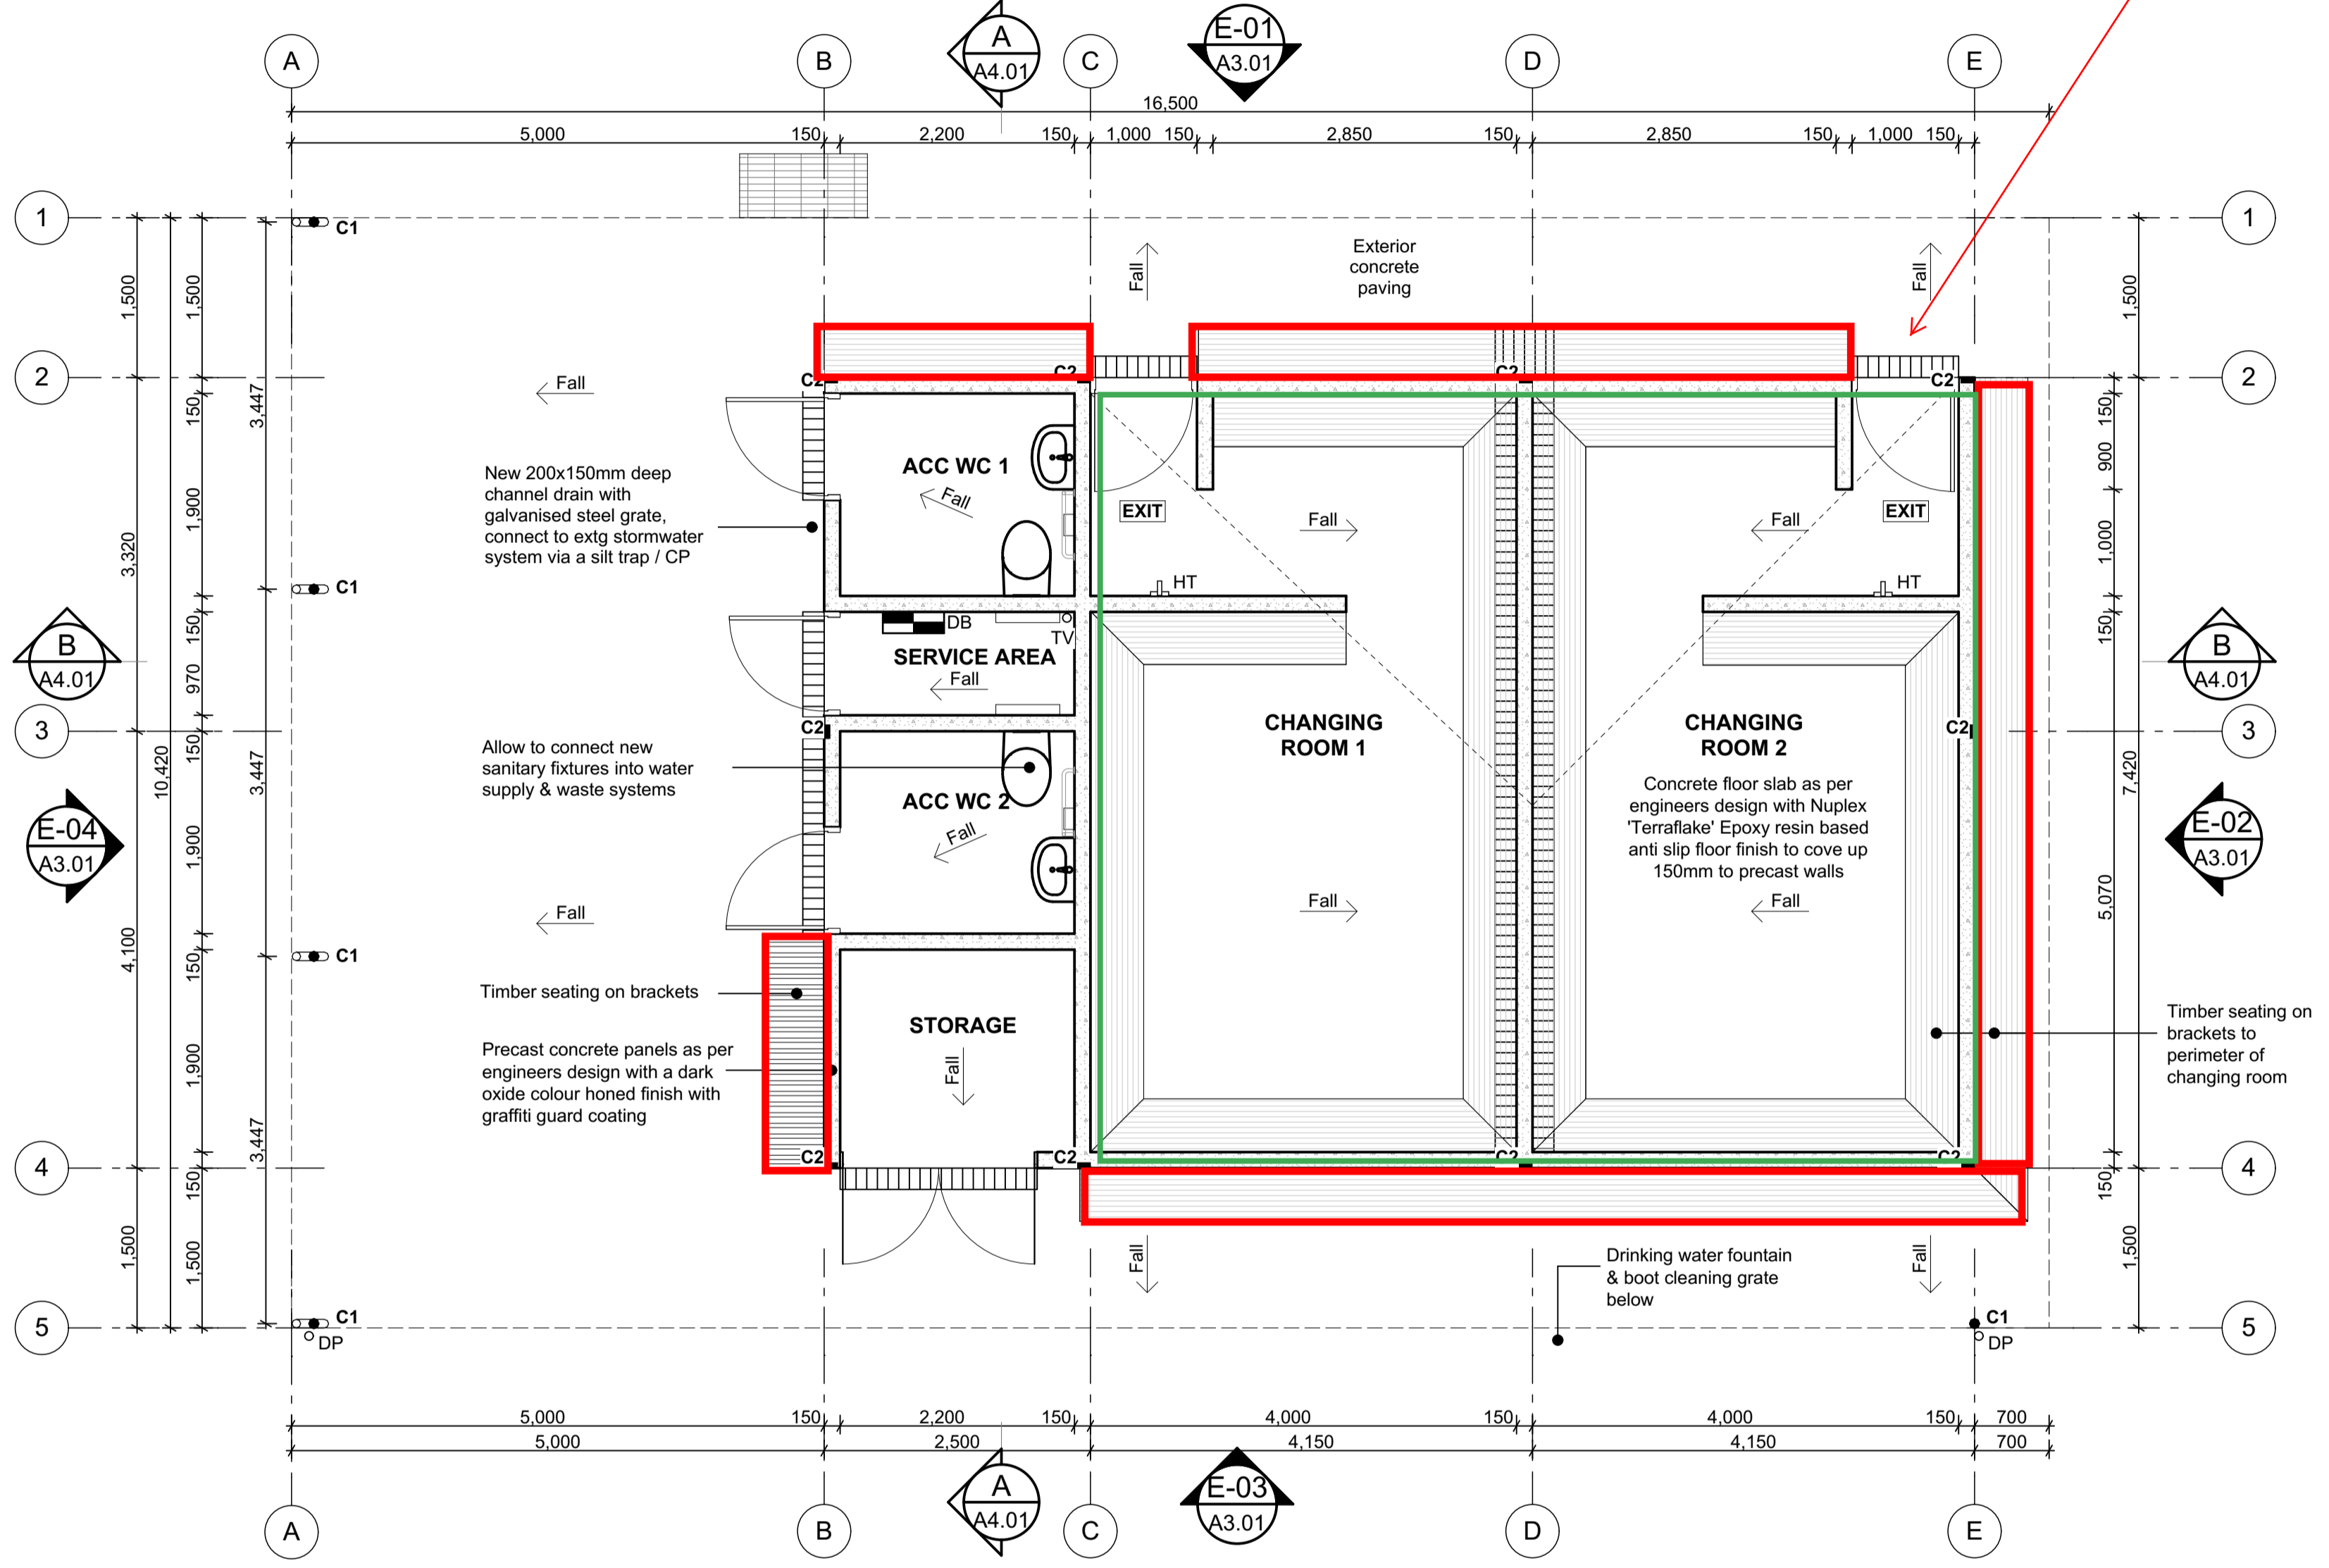 A
B
A
A4.01
C
E-01
A3.01
D
E
16,500
5,000
150
2,200
150
1,000
150
2,850
150
2,850
150
1,000
150
1
1
C1
Exterior
concrete
paving
Fall
Fall
1,500
1,500
1,500
2
2
C2
C2
C2
C2
Fall
3,447
150
150
New 200x150mm deep
channel drain with
galvanised steel grate,
connect to extg stormwater
system via a silt trap / CP
ACC WC 1
Fall
900
EXIT
EXIT
Fall
Fall
1,900
1,000
3,320
C1
HT
HT
150
150
DB
TV
SERVICE AREA
Fall
970
B
A4.01
B
A4.01
3
3
C2
C2
150
CHANGING
ROOM 1
CHANGING
ROOM 2
Allow to connect new
sanitary fixtures into water
supply & waste systems
10,420
3,447
7,420
Concrete floor slab as per
engineers design with Nuplex
'Terraflake' Epoxy resin based
anti slip floor finish to cove up
150mm to precast walls
ACC WC 2
Fall
E-04
A3.01
E-02
A3.01
1,900
5,070
Fall
Fall
Fall
4,100
150
C1
Timber seating on brackets
STORAGE
Fall
Timber seating on
brackets to
perimeter of
changing room
Precast concrete panels as per
engineers design with a dark
oxide colour honed finish with
graffiti guard coating
1,900
3,447
4
4
C2
C2
C2
C2
150
150
1,500
1,500
1,500
Fall
Fall
Drinking water fountain
& boot cleaning grate
below
5
5
C1
DP
C1
DP
5,000
150
2,200
150
4,000
150
4,000
150
700
5,000
2,500
4,150
4,150
700
A
B
A
A4.01
C
E-03
A3.01
D
E